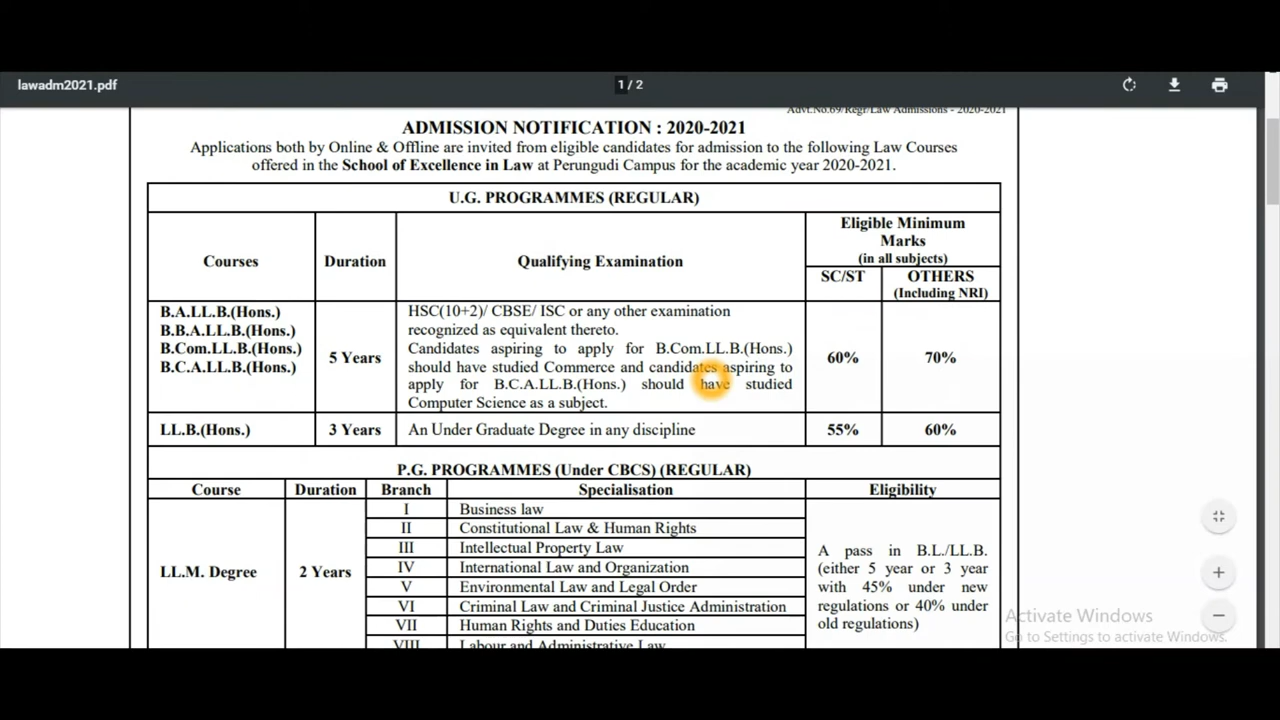 lawadm2021.pdf
1 / 2
Advt.No.69/Regr/Law Admissions - 2020-2021
ADMISSION NOTIFICATION : 2020-2021
Applications both by Online & Offline are invited from eligible candidates for admission to the following Law Courses
offered in the School of Excellence in Law at Perungudi Campus for the academic year 2020-2021.
U.G. PROGRAMMES (REGULAR)
Courses
Duration
Qualifying Examination
Eligible Minimum
Marks
(in all subjects)
SC/ST
OTHERS
(Including NRI)
B.A.LL.B.(Hons.)
B.B.A.LL.B.(Hons.)
B.Com.LL.B.(Hons.)
B.C.A.LL.B.(Hons.)
5 Years
HSC(10+2)/ CBSE/ ISC or any other examination
recognized as equivalent thereto.
Candidates aspiring to apply for B.Com.LL.B.(Hons.)
should have studied Commerce and candidates aspiring to
apply for B.C.A.LL.B.(Hons.) should have studied
Computer Science as a subject.
60%
70%
LL.B.(Hons.)
3 Years
An Under Graduate Degree in any discipline
55%
60%
P.G. PROGRAMMES (Under CBCS) (REGULAR)
Course
Duration
Branch
Specialisation
Eligibility
LL.M. Degree
2 Years
I
Business law
II
Constitutional Law & Human Rights
III
Intellectual Property Law
IV
International Law and Organization
V
Environmental Law and Legal Order
VI
Criminal Law and Criminal Justice Administration
VII
Human Rights and Duties Education
VIII
Labour and Administrative Law
A pass in B.L./LL.B.
(either 5 year or 3 year
with 45% under new
regulations or 40% under
old regulations)
Activate Windows
Go to Settings to activate Windows.